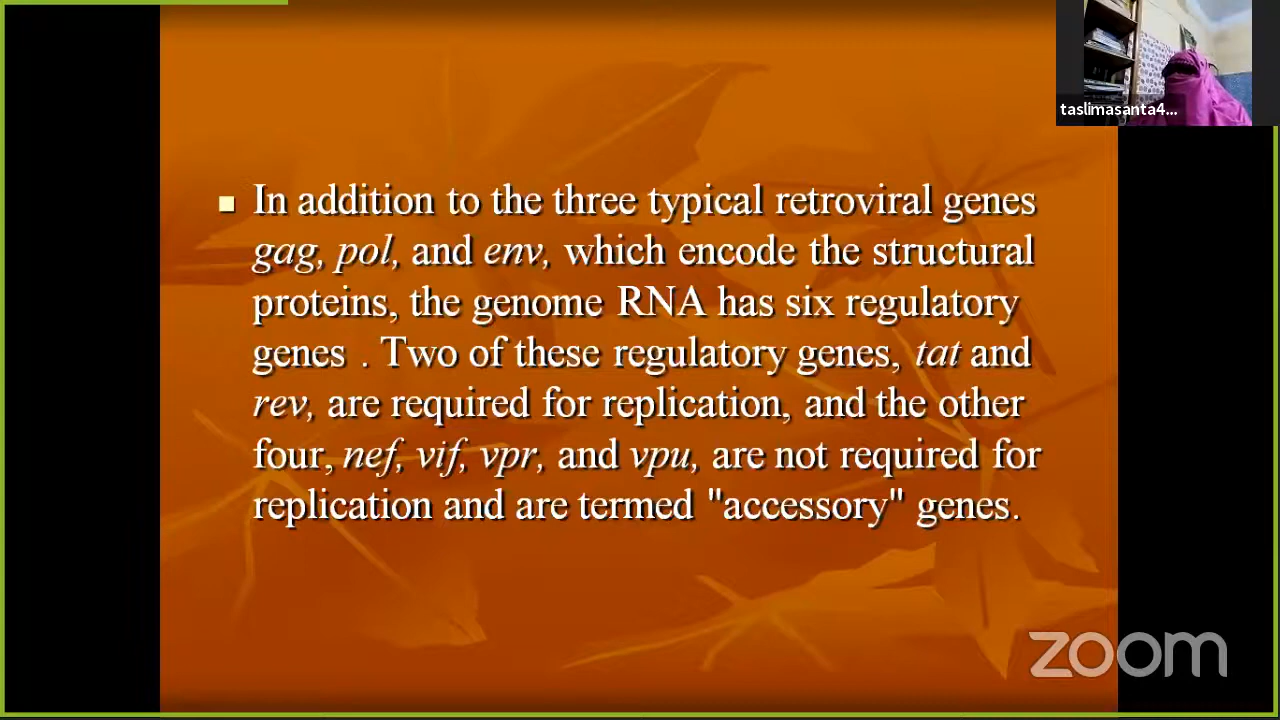 taslimasanta4...
In addition to the three typical retroviral genes
gag, pol, and env, which encode the structural
proteins, the genome RNA has six regulatory
genes . Two of these regulatory genes, tat and
rev, are required for replication, and the other
four, nef, vif, vpr, and vpu, are not required for
replication and are termed "accessory" genes.
zoom